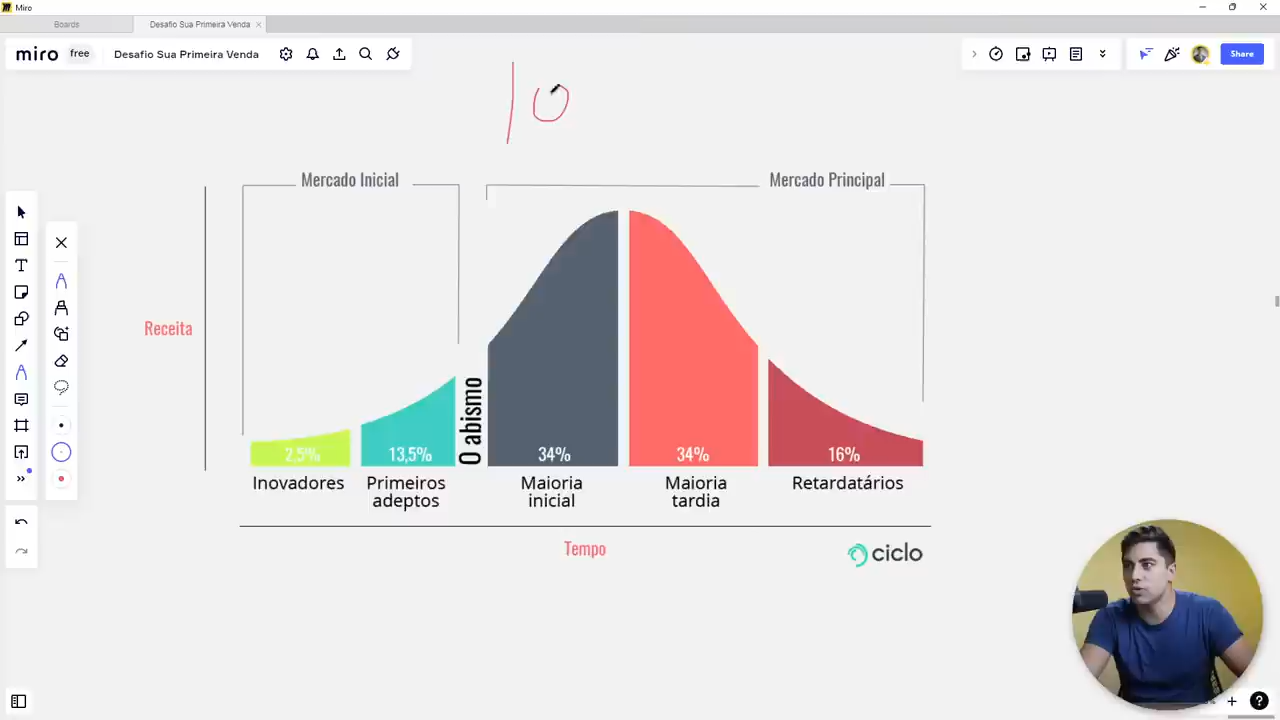 Miro
Boards
Desafio Sua Primeira Venda
miro free Desafio Sua Primeira Venda
Share
10
Mercado Inicial
Mercado Principal
Receita
O abismo
2,5%
13,5%
34%
34%
16%
Inovadores
Primeiros
adeptos
Maioria
inicial
Maioria
tardia
Retardatários
Tempo
ciclo